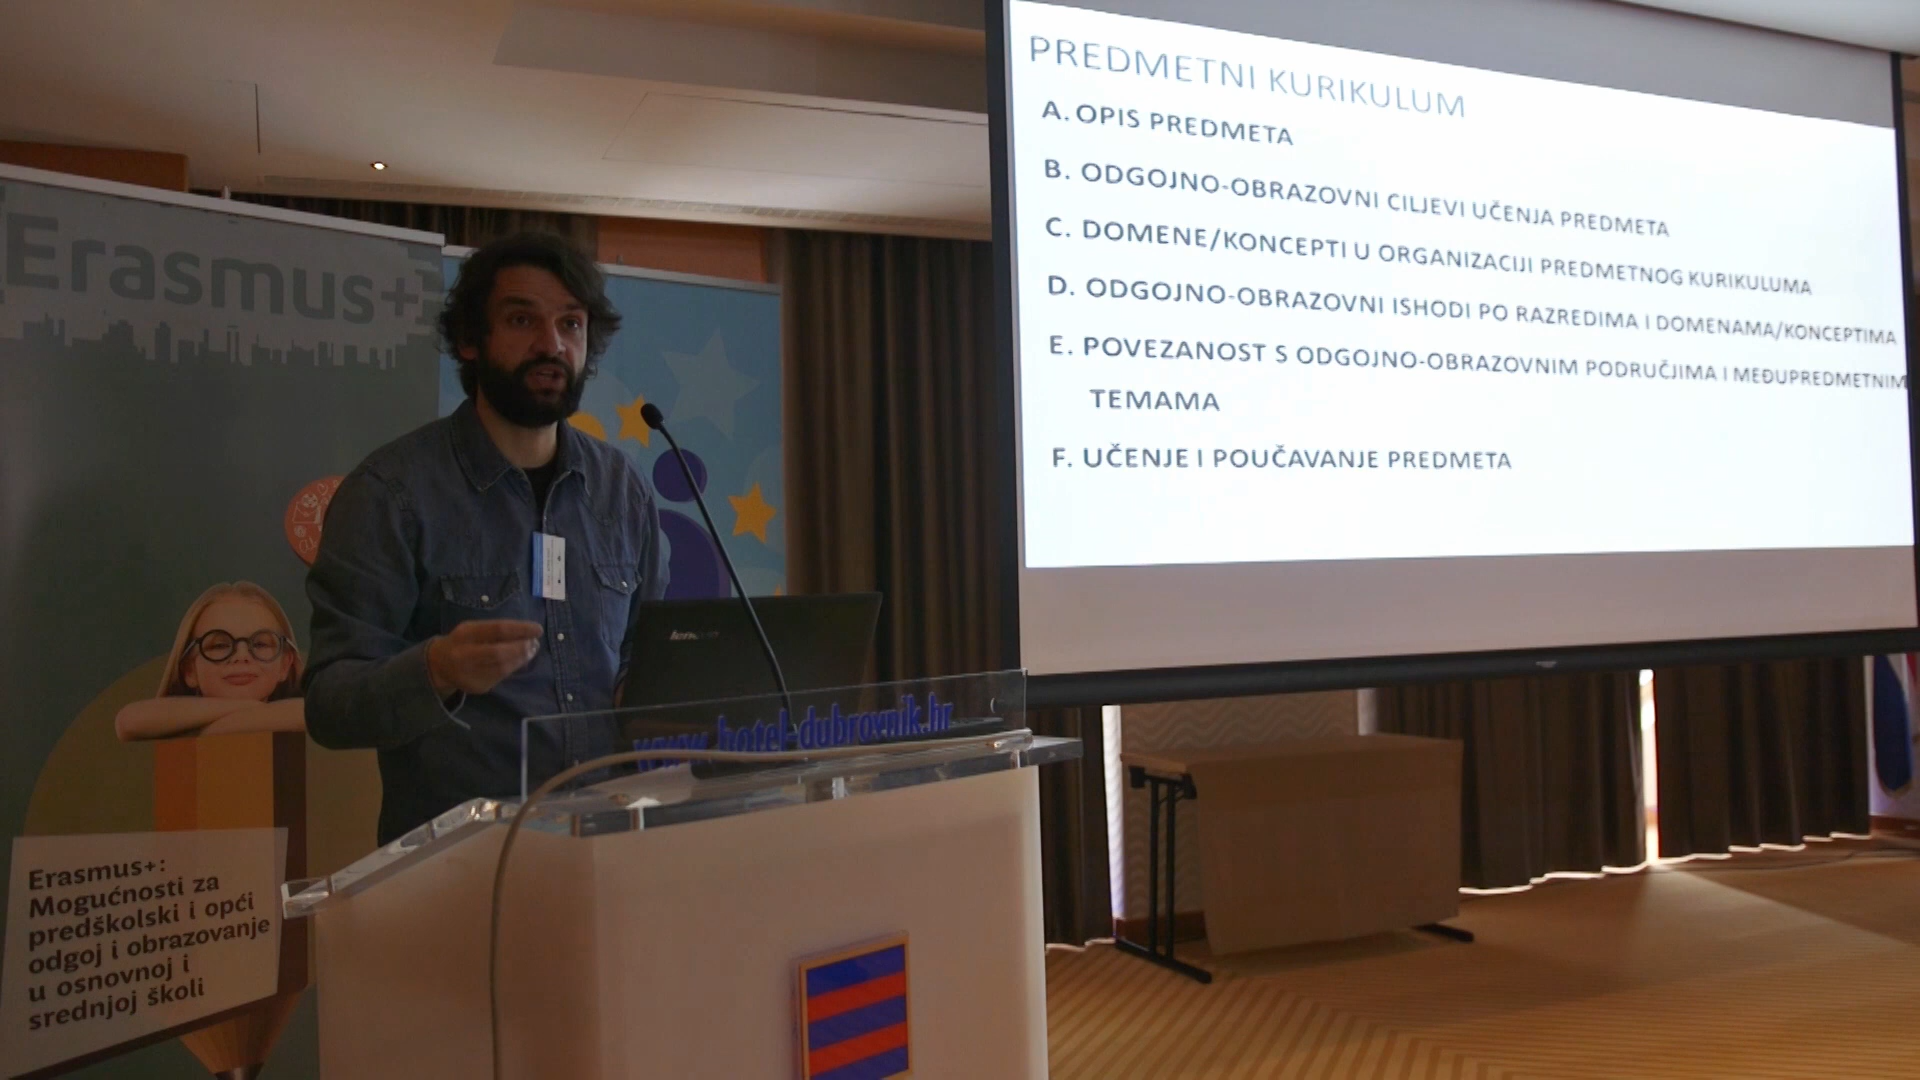 PREDMETNI KURIKULUM
A. OPIS PREDMETA
B. ODGOJNO-OBRAZOVNI CILJEVI UČENJA PREDMETA
C. DOMENE/KONCEPTI U ORGANIZACIJI PREDMETNOG KURIKULUMA
D. ODGOJNO-OBRAZOVNI ISHODI PO RAZREDIMA I DOMENAMA/KONCEPTIMA
E. POVEZANOST S ODGOJNO-OBRAZOVNIM PODRUČJIMA I MEĐUPREDMETNIM
TEMAMA
F. UČENJE I POUČAVANJE PREDMETA
Erasmus+
lenovo
www.hotel-dubrovnik.hr
Erasmus+:
Mogućnosti za
predškolski i opći
odgoj i obrazovanje
u osnovnoj i
srednjoj školi